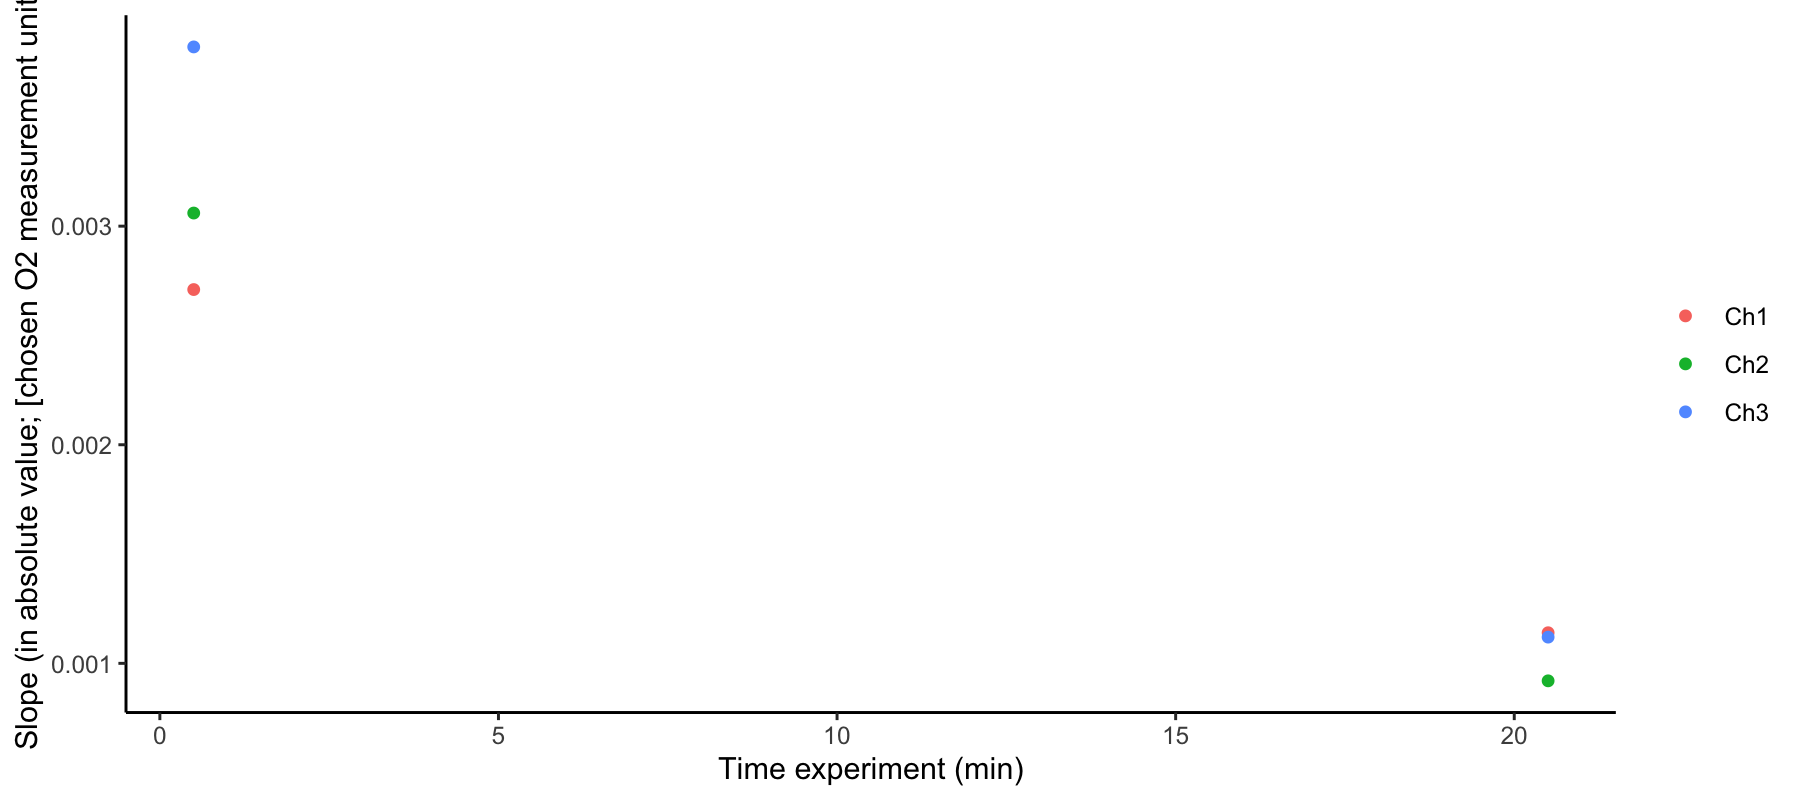 Slope (in absolute value; [chosen O2 measurement unit
0.003
0.002
0.001
0
5
10
15
20
Time experiment (min)
Ch1
Ch2
Ch3